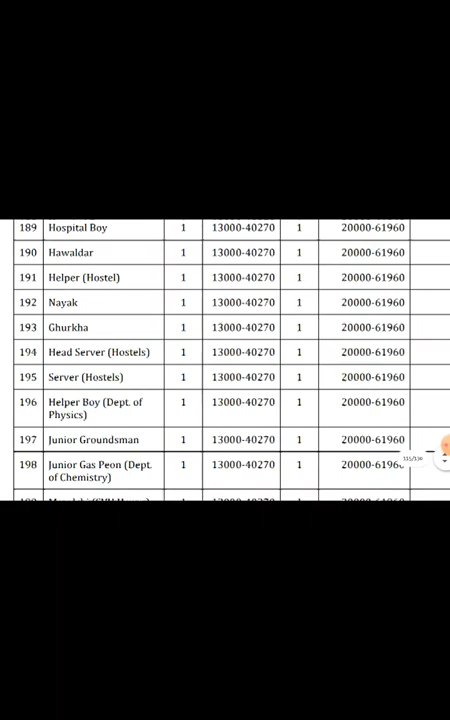 189 Hospital Boy 1 13000-40270 1 20000-61960
190 Hawaldar 1 13000-40270 1 20000-61960
191 Helper (Hostel) 1 13000-40270 1 20000-61960
192 Nayak 1 13000-40270 1 20000-61960
193 Ghurkha 1 13000-40270 1 20000-61960
194 Head Server (Hostels) 1 13000-40270 1 20000-61960
195 Server (Hostels) 1 13000-40270 1 20000-61960
196 Helper Boy (Dept. of 1 13000-40270 1 20000-61960
Physics)
197 Junior Groundsman 1 13000-40270 1 20000-61960
198 Junior Gas Peon (Dept. 1 13000-40270 1 20000-61960
of Chemistry)